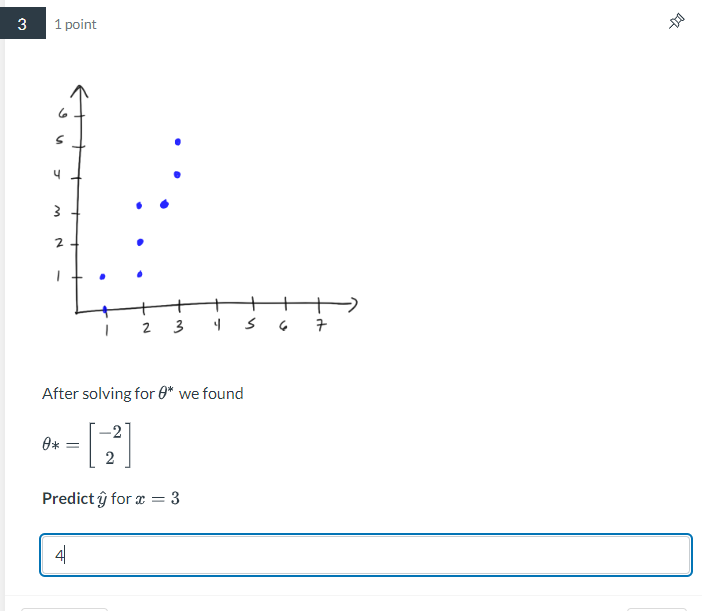 3 1 point
6
5
4
3
2
1
1 2 3 4 5 6 7
After solving for θ* we found
θ* = [−2
2]
Predict ŷ for x = 3
4